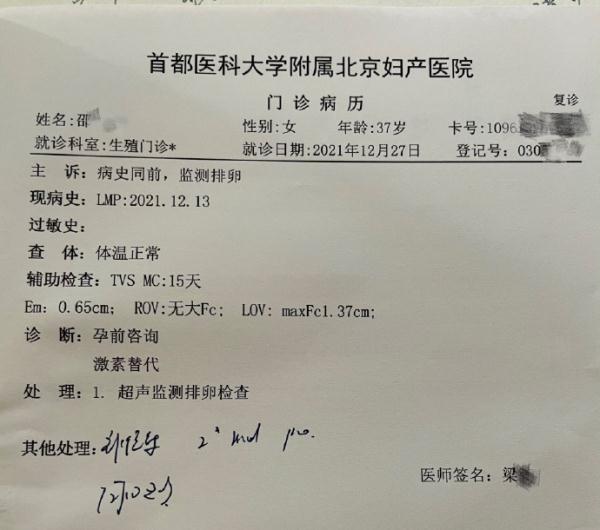 首都医科大学附属北京妇产医院
门诊病历
复诊
姓名:邵 性别:女 年龄:37岁 卡号:1096
就诊科室:生殖门诊* 就诊日期:2021年12月27日 登记号:030
主 诉:病史同前,监测排卵
现病史:LMP:2021.12.13
过敏史:
查 体:体温正常
辅助检查:TVS MC:15天
Em: 0.65cm; ROV:无大Fc; LOV: maxFc1.37cm;
诊 断:孕前咨询
激素替代
处 理:1. 超声监测排卵检查
其他处理:
医师签名:梁